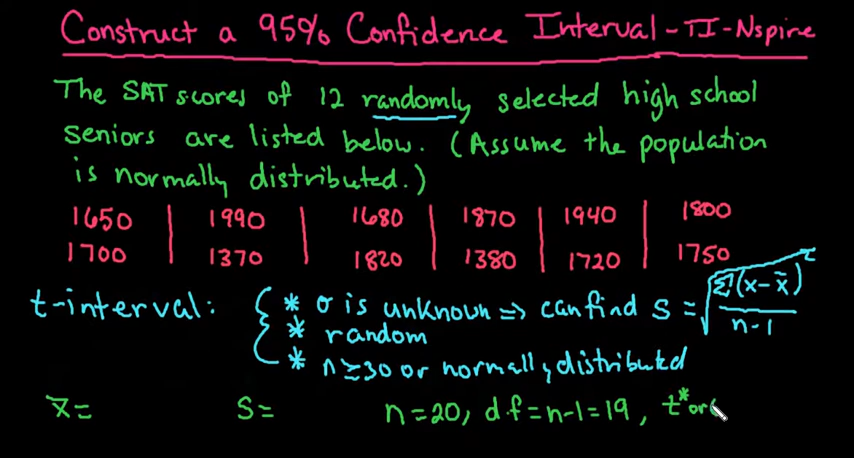 Construct a 95% Confidence Interval - TI-Nspire
The SAT scores of 12 randomly selected high school
seniors are listed below. (Assume the population
is normally distributed.)
1650 | 1990 | 1680 | 1870 | 1940 | 1800
1700 | 1370 | 1820 | 1380 | 1720 | 1750
t-interval: { * σ is unknown => can find S = √(Σ(x-x̄)²/(n-1))
* random
* n ≥ 30 or normally distributed
x̄ = S = n = 20, d.f = n-1 = 19, t* or